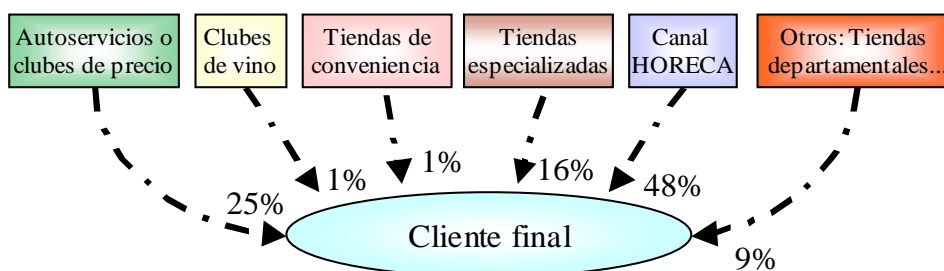 Autoservicios o
clubes de precio
Clubes
de vino
Tiendas de
conveniencia
Tiendas
especializadas
Canal
HORECA
Otros: Tiendas
departamentales...
25%
1%
1%
16%
48%
9%
Cliente final